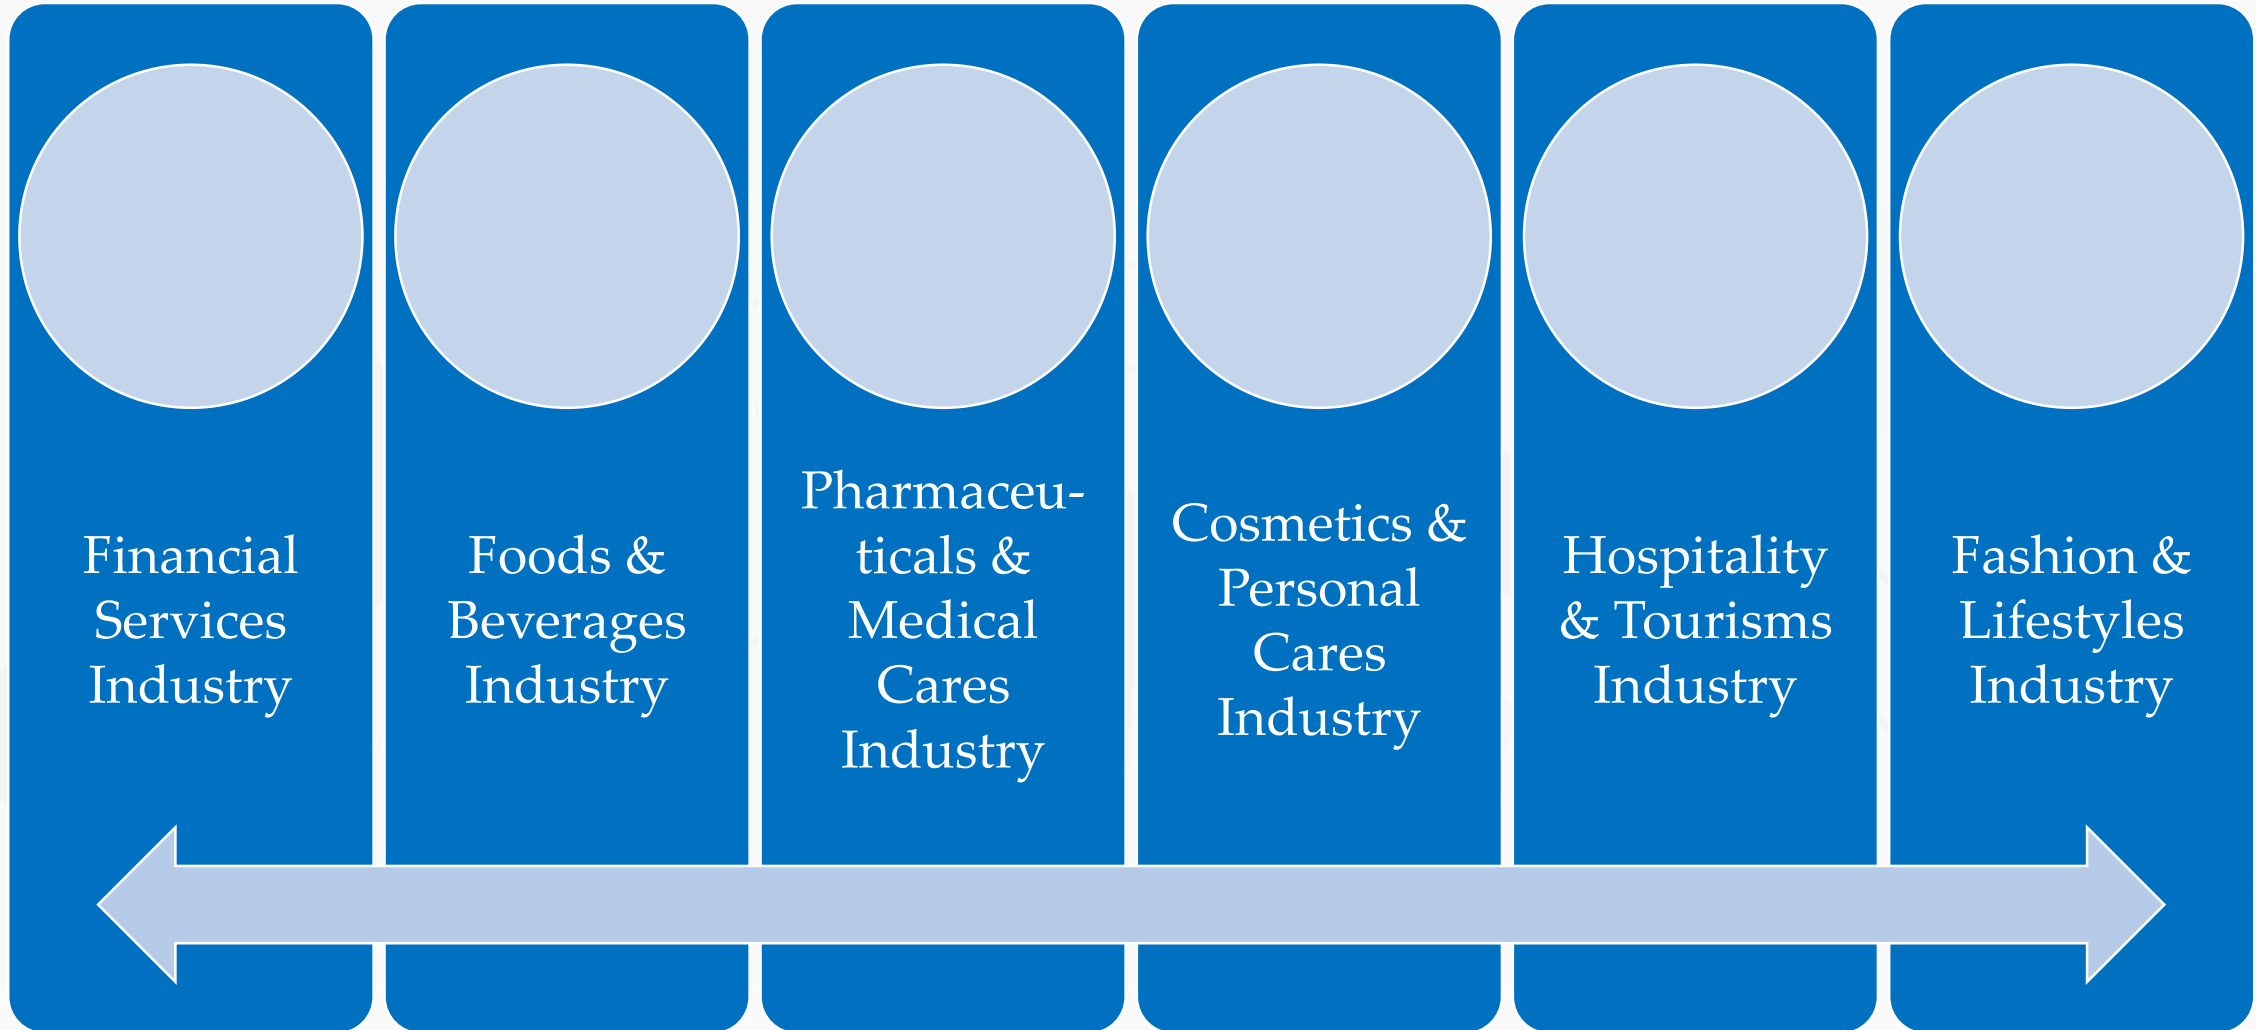 Financial
Services
Industry
Foods &
Beverages
Industry
Pharmaceu-
ticals &
Medical
Cares
Industry
Cosmetics &
Personal
Cares
Industry
Hospitality
& Tourisms
Industry
Fashion &
Lifestyles
Industry